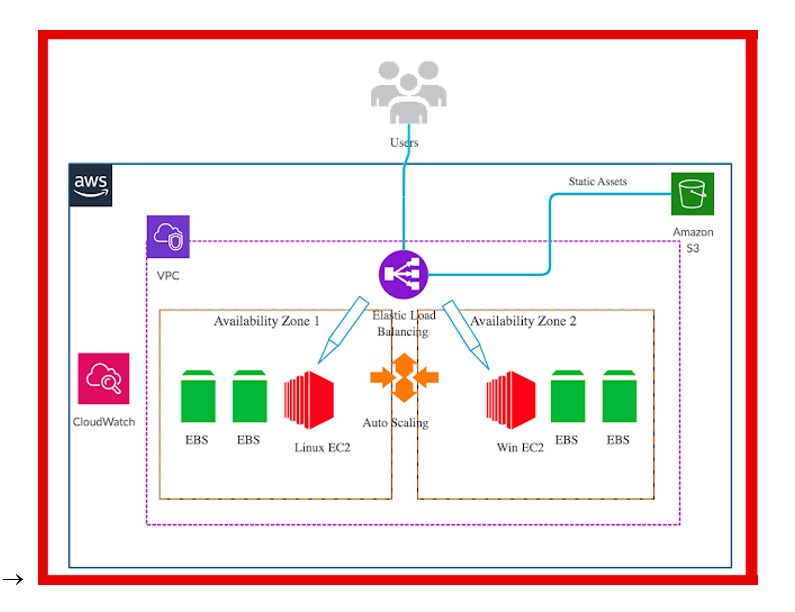 Users
aws
Static Assets
Amazon
S3
VPC
Elastic Load
Balancing
Availability Zone 1
Availability Zone 2
CloudWatch
EBS
EBS
Linux EC2
Auto Scaling
Win EC2
EBS
EBS
→